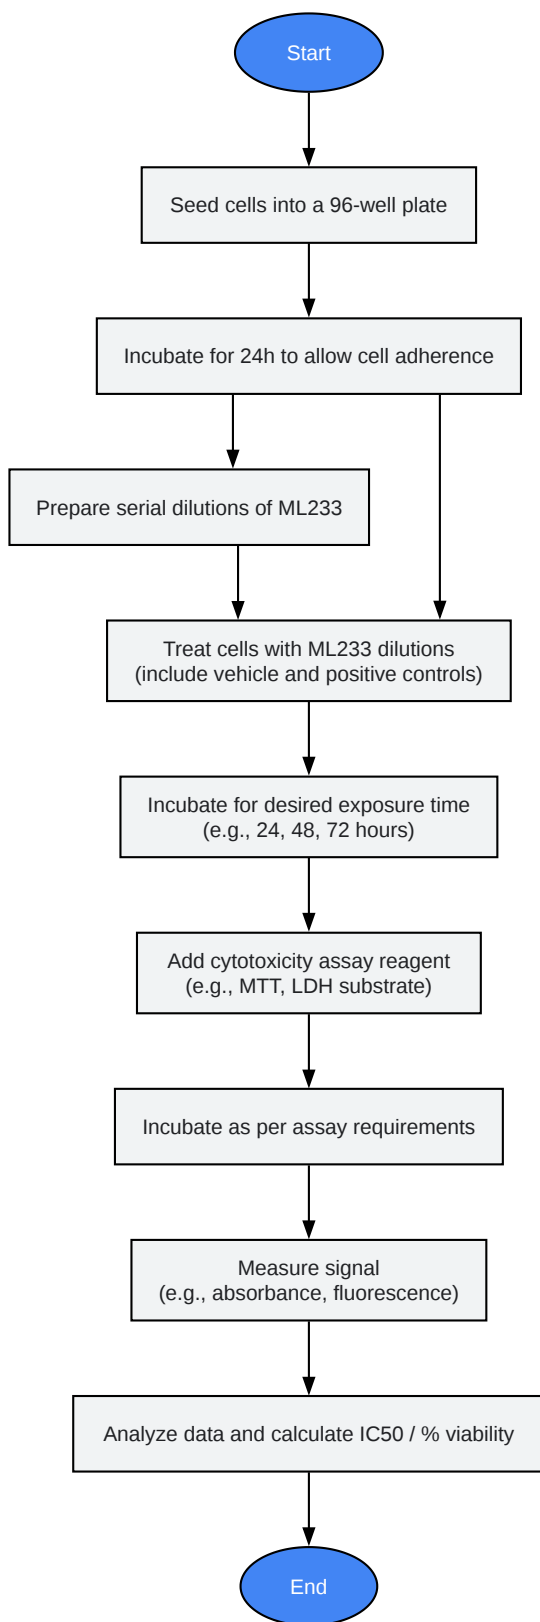 Start
Seed cells into a 96-well plate
Incubate for 24h to allow cell adherence
Prepare serial dilutions of ML233
Treat cells with ML233 dilutions
(include vehicle and positive controls)
Incubate for desired exposure time
(e.g., 24, 48, 72 hours)
Add cytotoxicity assay reagent
(e.g., MTT, LDH substrate)
Incubate as per assay requirements
Measure signal
(e.g., absorbance, fluorescence)
Analyze data and calculate IC50 / % viability
End